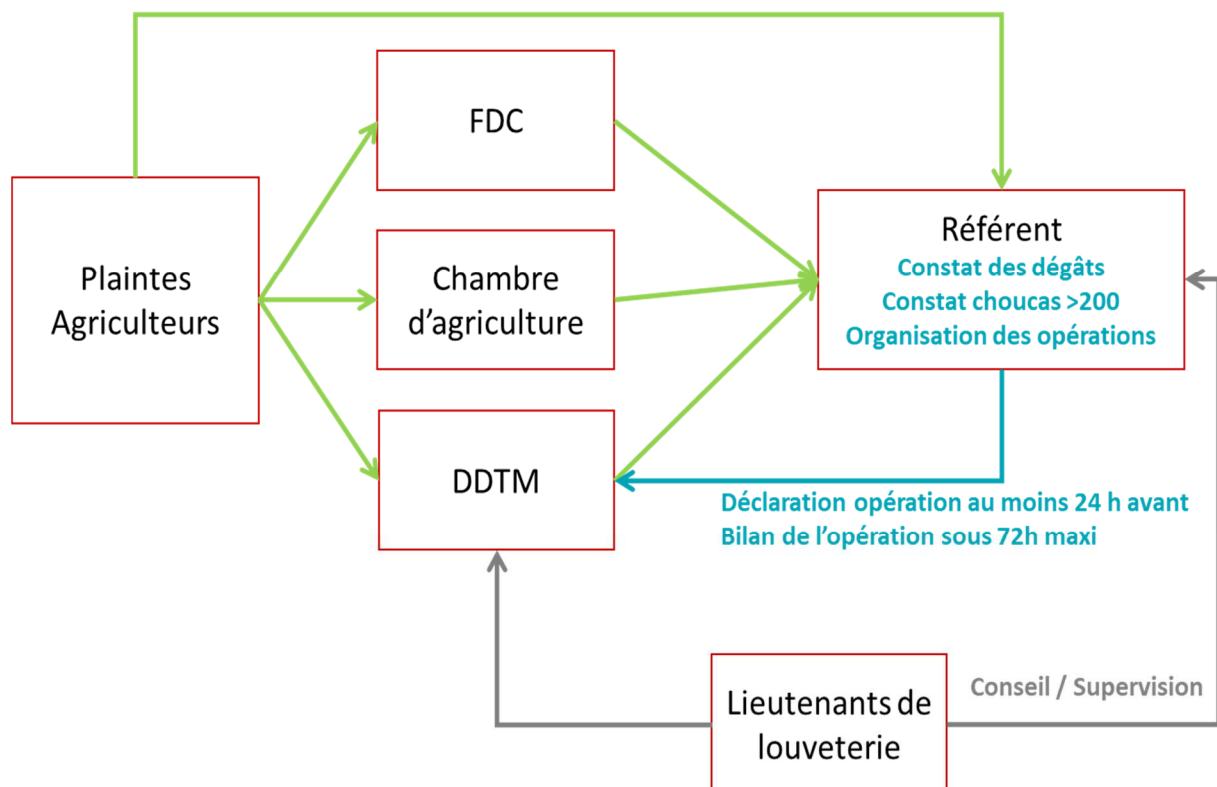 FDC
Plaintes
Agriculteurs
Chambre
d'agriculture
DDTM
Référent
Constat des dégâts
Constat choucas >200
Organisation des opérations
Déclaration opération au moins 24 h avant
Bilan de l'opération sous 72h maxi
Lieutenants de
louveterie
Conseil / Supervision